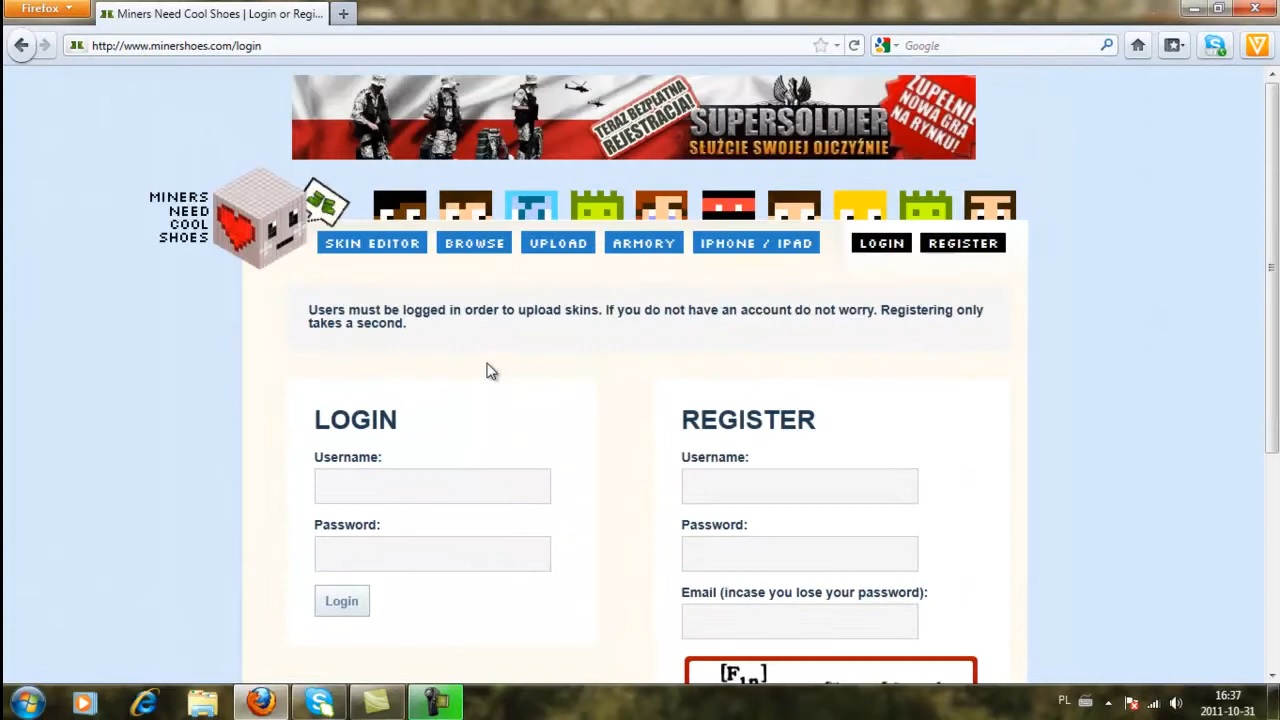 Firefox
Miners Need Cool Shoes | Login or Regi...
http://www.minershoes.com/login
Google
TERAZ BEZPŁATNA
REJESTRACJA!
SUPERSOLDIER
SŁUŻCIE SWOJEJ OJCZYŹNIE
ZUPEŁNIE
NOWA GRA
NA RYNKU!
MINERS
NEED
COOL
SHOES
SKIN EDITOR
BROWSE
UPLOAD
ARMORY
IPHONE / IPAD
LOGIN
REGISTER
Users must be logged in order to upload skins. If you do not have an account do not worry. Registering only
takes a second.
LOGIN
Username:
Password:
Login
REGISTER
Username:
Password:
Email (incase you lose your password):
PL
16:37
2011-10-31